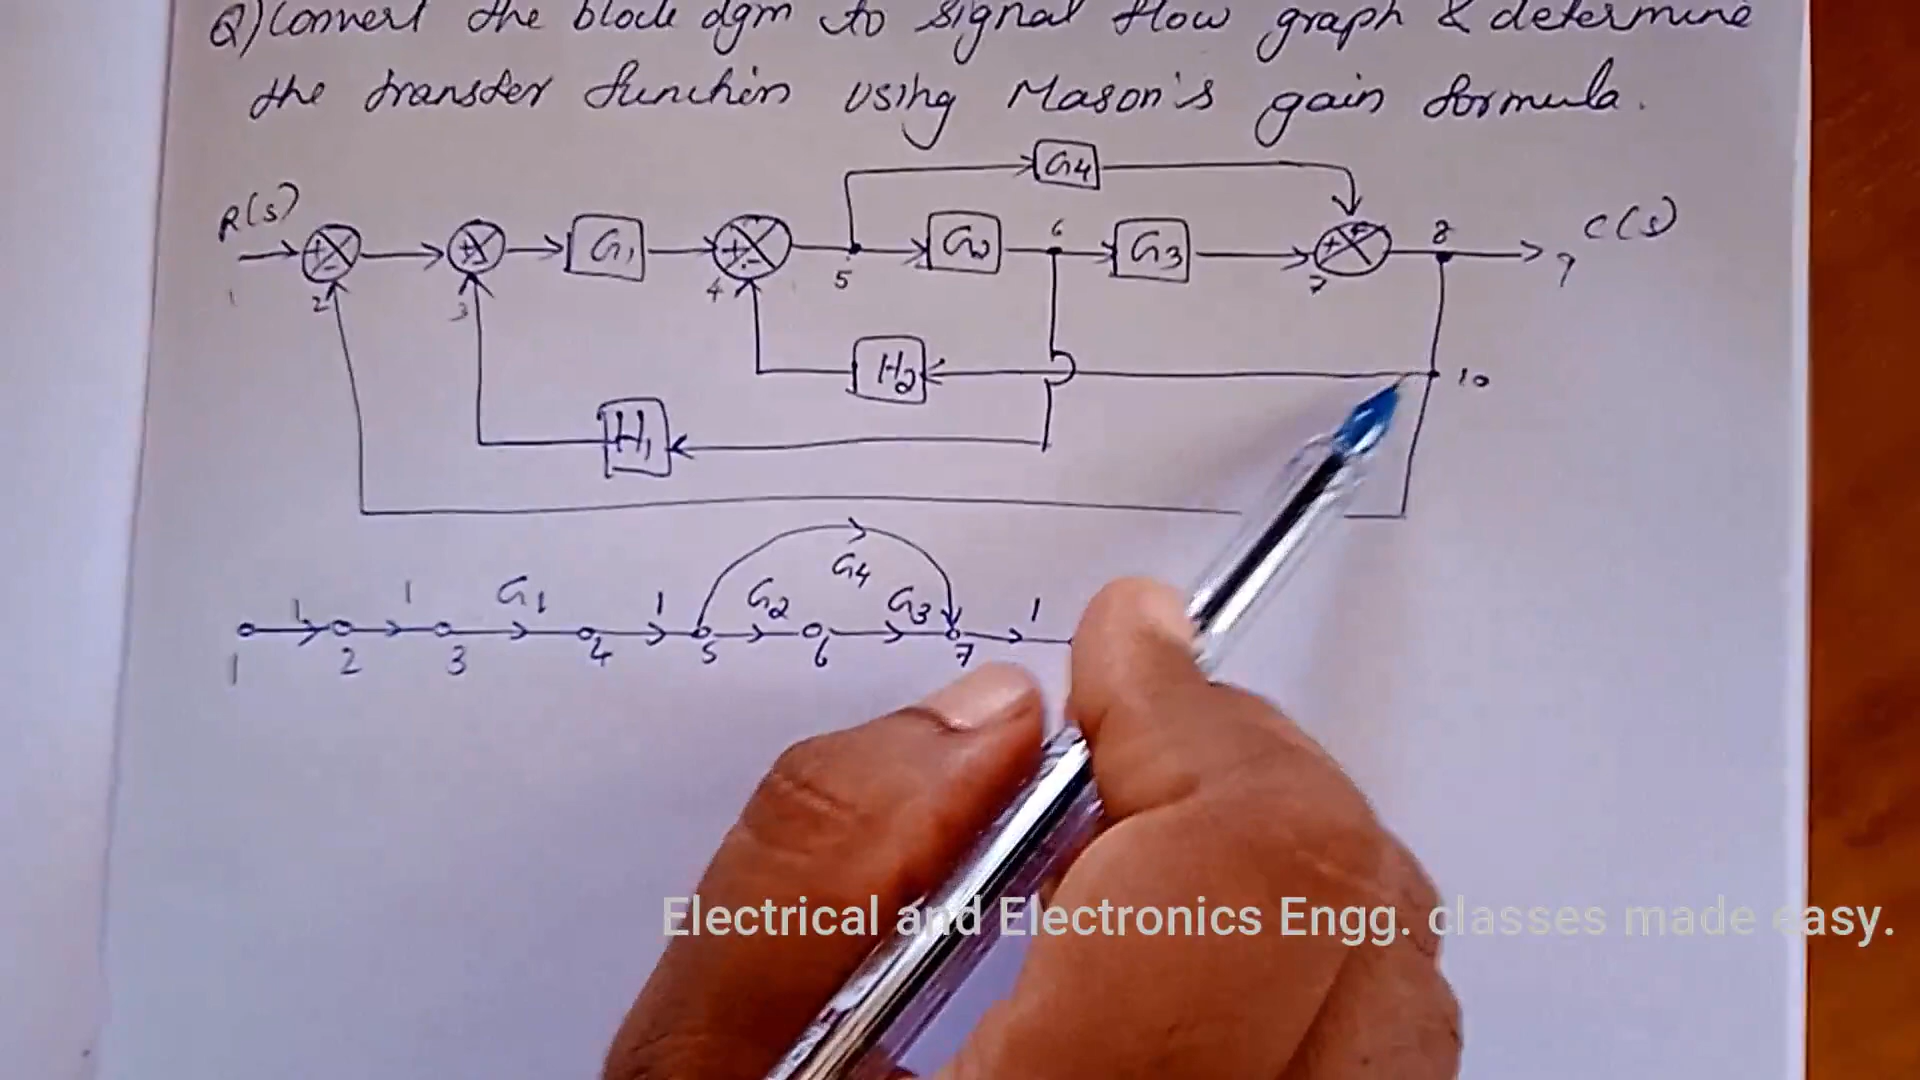 Q) Convert the block dgm to signal flow graph & determine
the transfer function using Mason's gain formula.
G4
R(s)
C(s)
+ + G1 + - G2 6 G3 + + 8
1 2 3 4 5 7 9
H2 10
H1
G4
1 1 G1 1 G2 G3 1
1 2 3 4 5 6 7
Electrical and Electronics Engg. classes made easy.